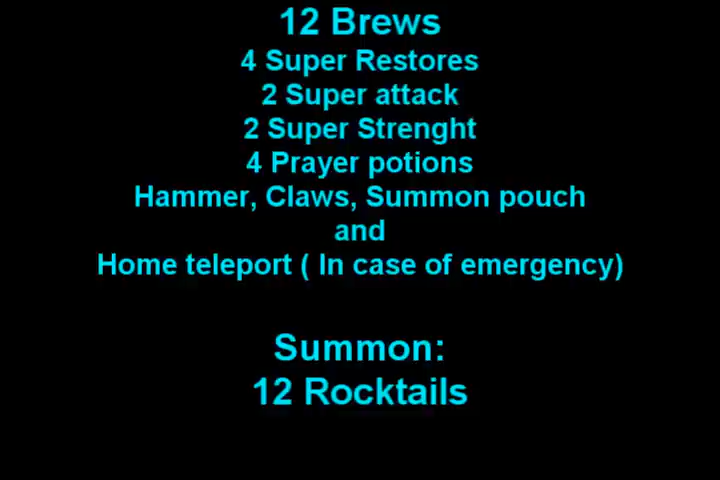 12 Brews
4 Super Restores
2 Super attack
2 Super Strenght
4 Prayer potions
Hammer, Claws, Summon pouch
and
Home teleport ( In case of emergency)
Summon:
12 Rocktails